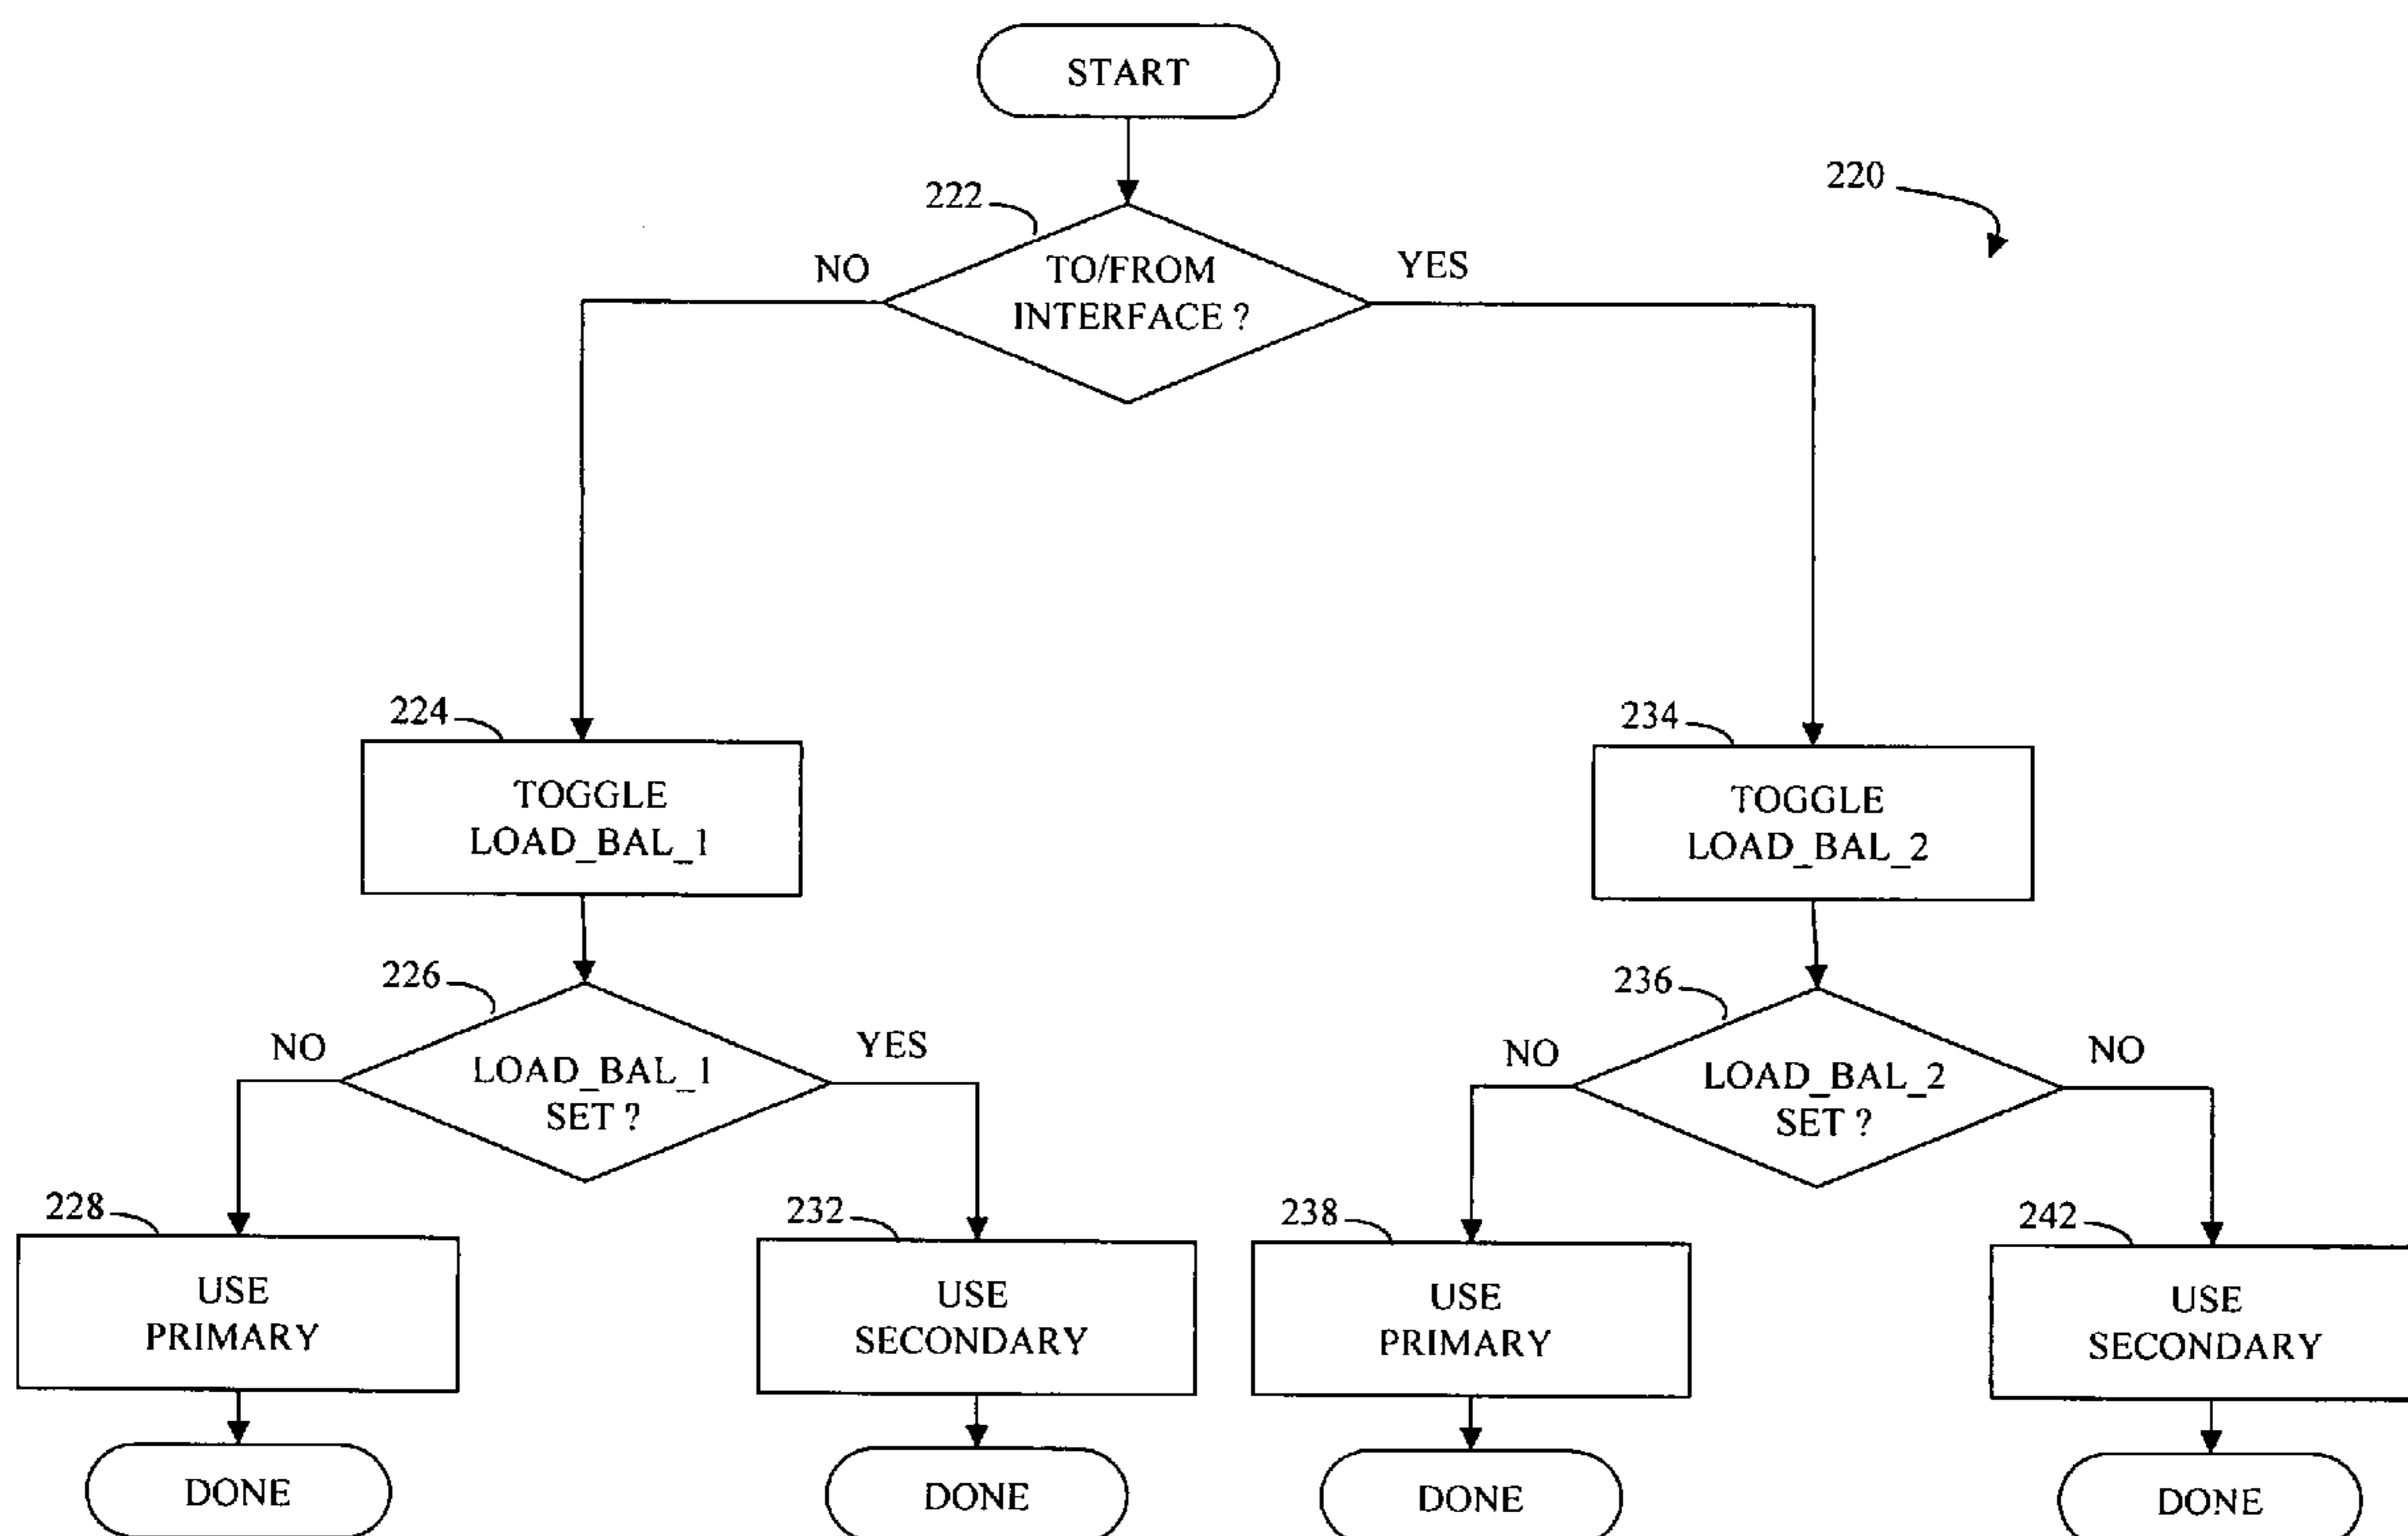 START
220
222
NO
YES
TO/FROM
INTERFACE ?
224
234
TOGGLE
LOAD_BAL_1
TOGGLE
LOAD_BAL_2
226
236
NO
YES
LOAD_BAL_1
SET ?
NO
NO
LOAD_BAL_2
SET ?
228
232
238
242
USE
PRIMARY
USE
SECONDARY
USE
PRIMARY
USE
SECONDARY
DONE
DONE
DONE
DONE